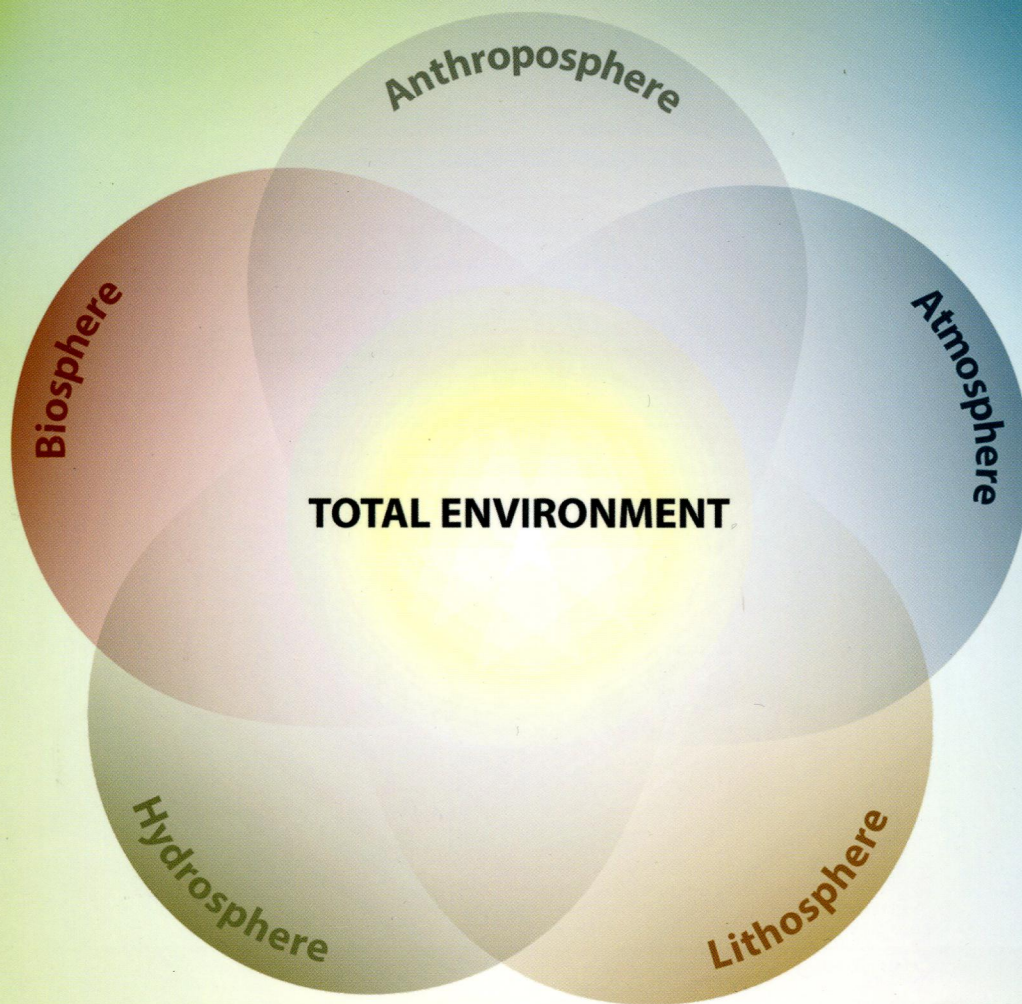 Anthroposphere
Biosphere
Atmosphere
TOTAL ENVIRONMENT
Hydrosphere
Lithosphere